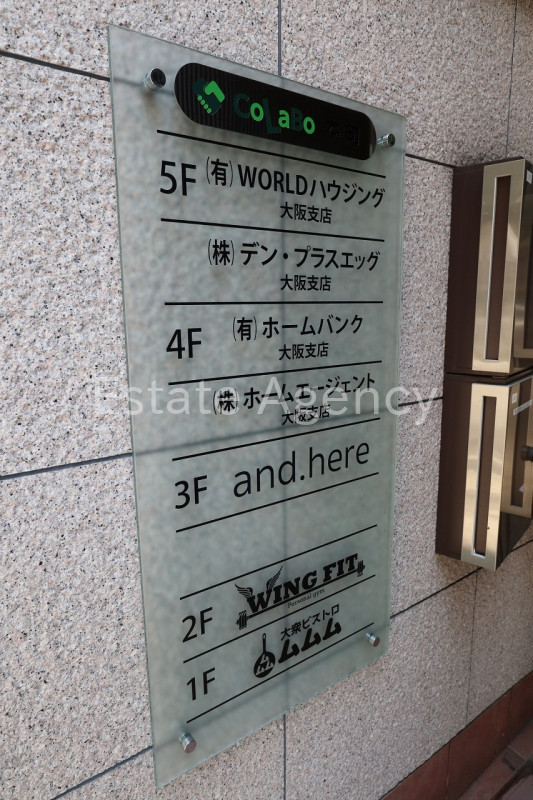 CoLaBo
5F (有) WORLDハウジング
大阪支店
(株) デン・プラスエッグ
大阪支店
4F (有) ホームバンク
大阪支店
(株) ホームエージェント
大阪支店
Estate Agency
3F and.here
2F WING FIT
Personal gym
大衆ビストロ
1F ムムム